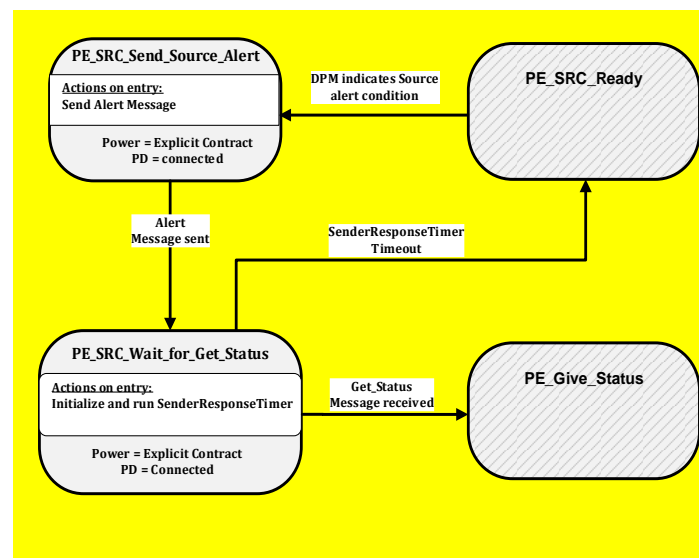 PE_SRC_Send_Source_Alert
Actions on entry:
Send Alert Message
Power = Explicit Contract
PD = connected
DPM indicates Source
alert condition
PE_SRC_Ready
Alert
Message sent
SenderResponseTimer
Timeout
PE_SRC_Wait_for_Get_Status
Actions on entry:
Initialize and run SenderResponseTimer
Power = Explicit Contract
PD = Connected
Get_Status
Message received
PE_Give_Status